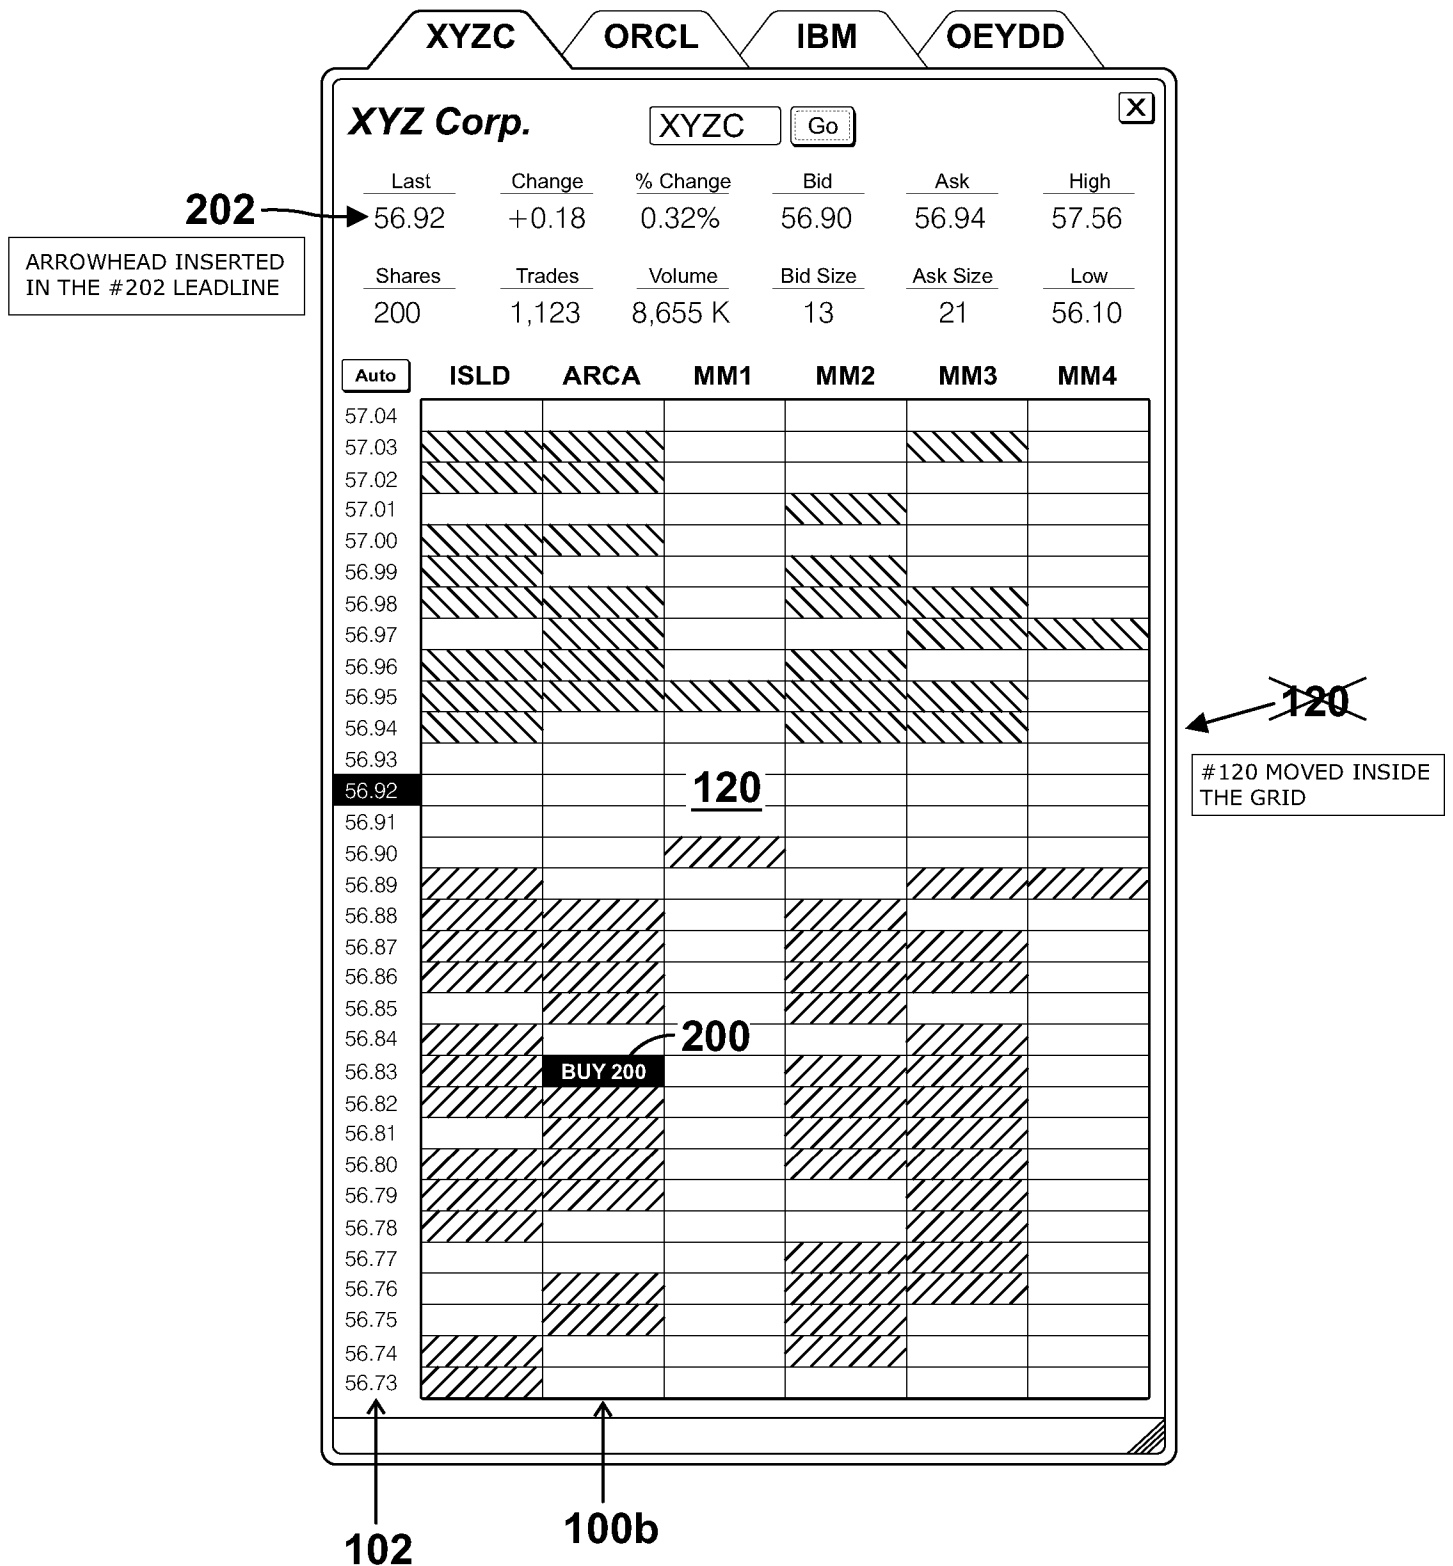 XYZC ORCL IBM OEYDD
XYZ Corp. XYZC Go X
Last Change % Change Bid Ask High
202 56.92 +0.18 0.32% 56.90 56.94 57.56
ARROWHEAD INSERTED
IN THE #202 LEADLINE
Shares Trades Volume Bid Size Ask Size Low
200 1,123 8,655 K 13 21 56.10
Auto ISLD ARCA MM1 MM2 MM3 MM4
57.04
57.03
57.02
57.01
57.00
56.99
56.98
56.97
56.96
56.95
120
56.94
56.93
#120 MOVED INSIDE
THE GRID
56.92 120
56.91
56.90
56.89
56.88
56.87
56.86
56.85
56.84 200
56.83 BUY 200
56.82
56.81
56.80
56.79
56.78
56.77
56.76
56.75
56.74
56.73
102 100b